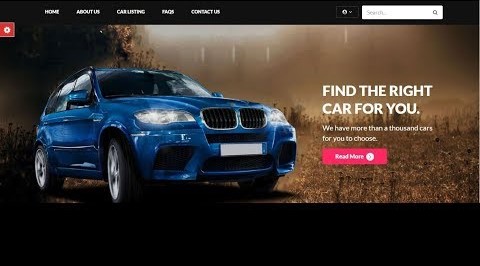 HOME ABOUT US CAR LISTING FAQS CONTACT US
Search...
FIND THE RIGHT
CAR FOR YOU.
We have more than a thousand cars
for you to choose.
Read More